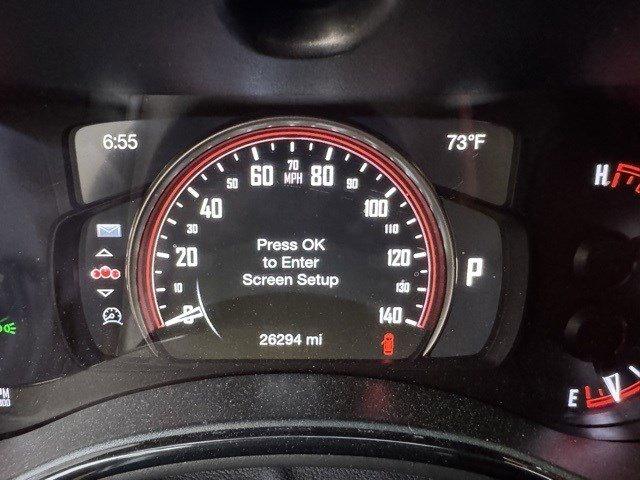 6:55
73°F
H
70
60 MPH 80
50 90
40 100
30 110
Press OK
to Enter
Screen Setup
20 120
P
10 130
0 140
26294 mi
E